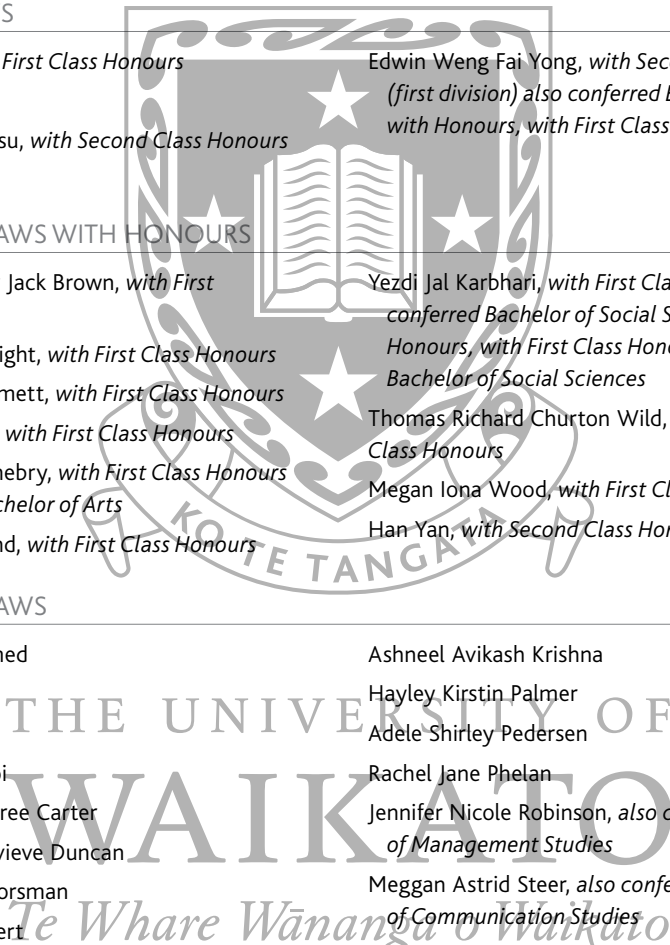 S
First Class Honours
su, with Second Class Honours
Edwin Weng Fai Yong, with Sec
(first division) also conferred B
with Honours, with First Class
AWS WITH HONOURS
Jack Brown, with First
ight, with First Class Honours
mett, with First Class Honours
with First Class Honours
nebry, with First Class Honours
chelor of Arts
nd, with First Class Honours
Yezdi Jal Karbhari, with First Cla
conferred Bachelor of Social S
Honours, with First Class Hono
Bachelor of Social Sciences
Thomas Richard Churton Wild,
Class Honours
Megan Iona Wood, with First Cl
Han Yan, with Second Class Hon
KO TE TANGATA
AWS
ned
oi
ree Carter
vieve Duncan
orsman
ert
Ashneel Avikash Krishna
Hayley Kirstin Palmer
Adele Shirley Pedersen
Rachel Jane Phelan
Jennifer Nicole Robinson, also c
of Management Studies
Meggan Astrid Steer, also confe
of Communication Studies
THE UNIVERSITY OF
WAIKATO
Te Whare Wānanga o Waikato